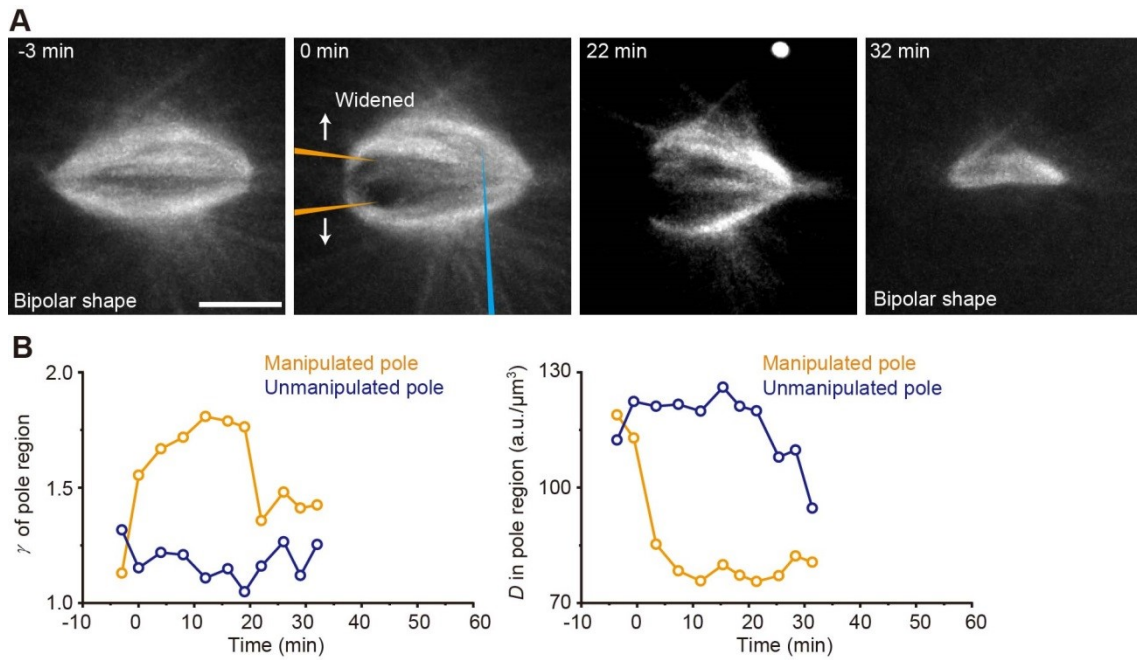 A
-3 min
0 min
22 min
32 min
Widened
Bipolar shape
Bipolar shape
B
Manipulated pole
Unmanipulated pole
2.0
1.5
1.0
γ of pole region
-10 0 10 20 30 40 50 60
Time (min)
Manipulated pole
Unmanipulated pole
130
100
70
D in pole region (a.u./μm³)
-10 0 10 20 30 40 50 60
Time (min)